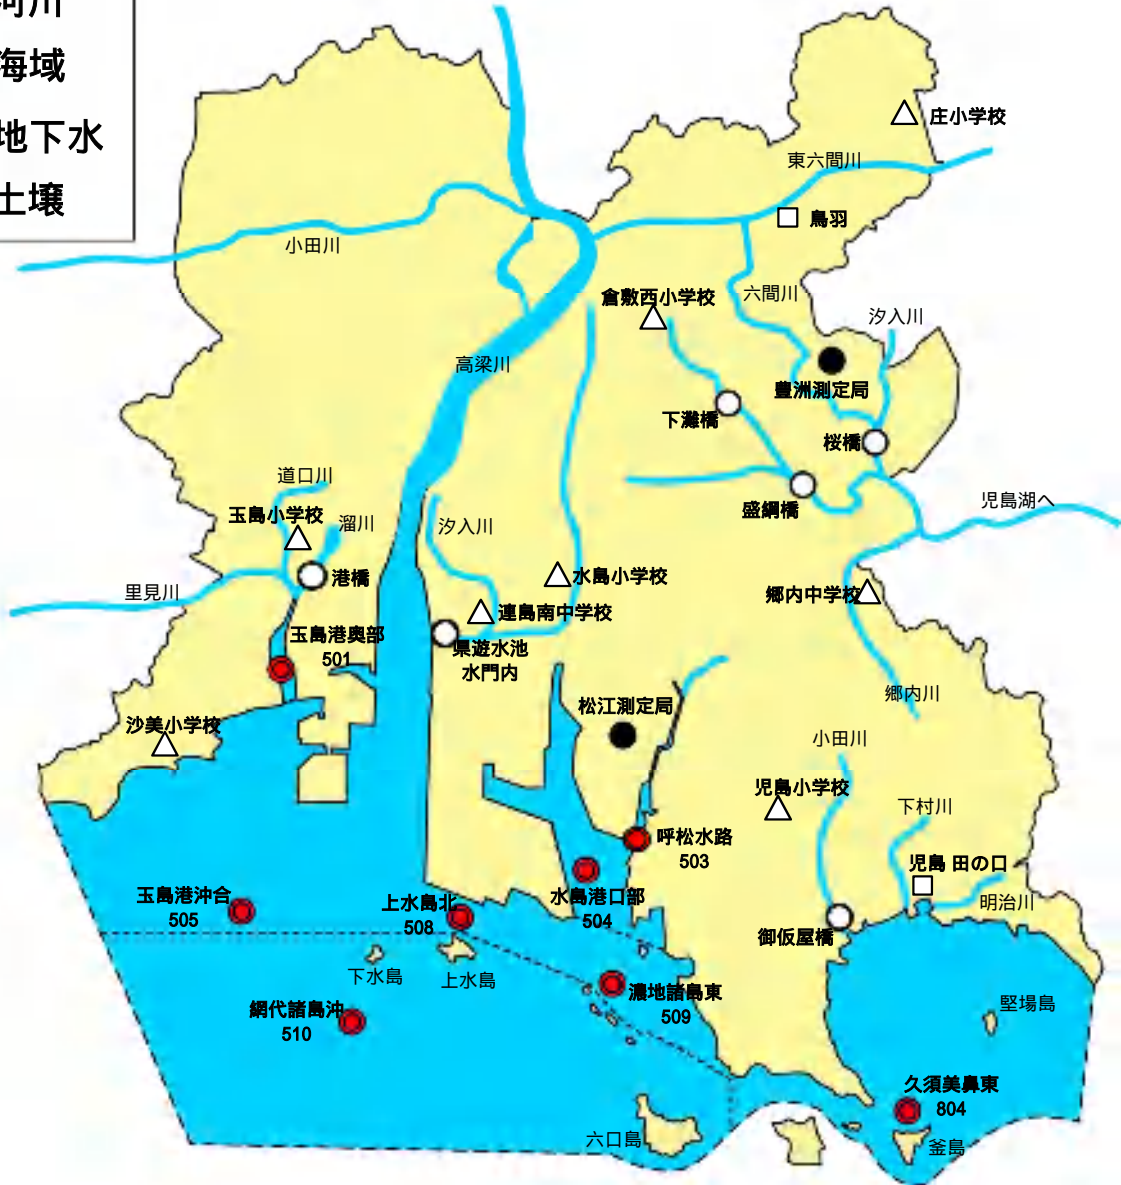 河川
海域
地下水
土壌
庄小学校
東六間川
鳥羽
小田川
倉敷西小学校
六間川
汐入川
高梁川
豊洲測定局
下灘橋
桜橋
道口川
盛綱橋
児島湖へ
玉島小学校
溜川
汐入川
里見川
港橋
水島小学校
郷内中学校
連島南中学校
玉島港奥部
501
県遊水池
水門内
郷内川
松江測定局
沙美小学校
小田川
児島小学校
下村川
呼松水路
503
児島 田の口
玉島港沖合
505
上水島北
508
水島港口部
504
明治川
御仮屋橋
下水島
上水島
濃地諸島東
509
網代諸島沖
510
堅場島
久須美鼻東
804
六口島
釜島